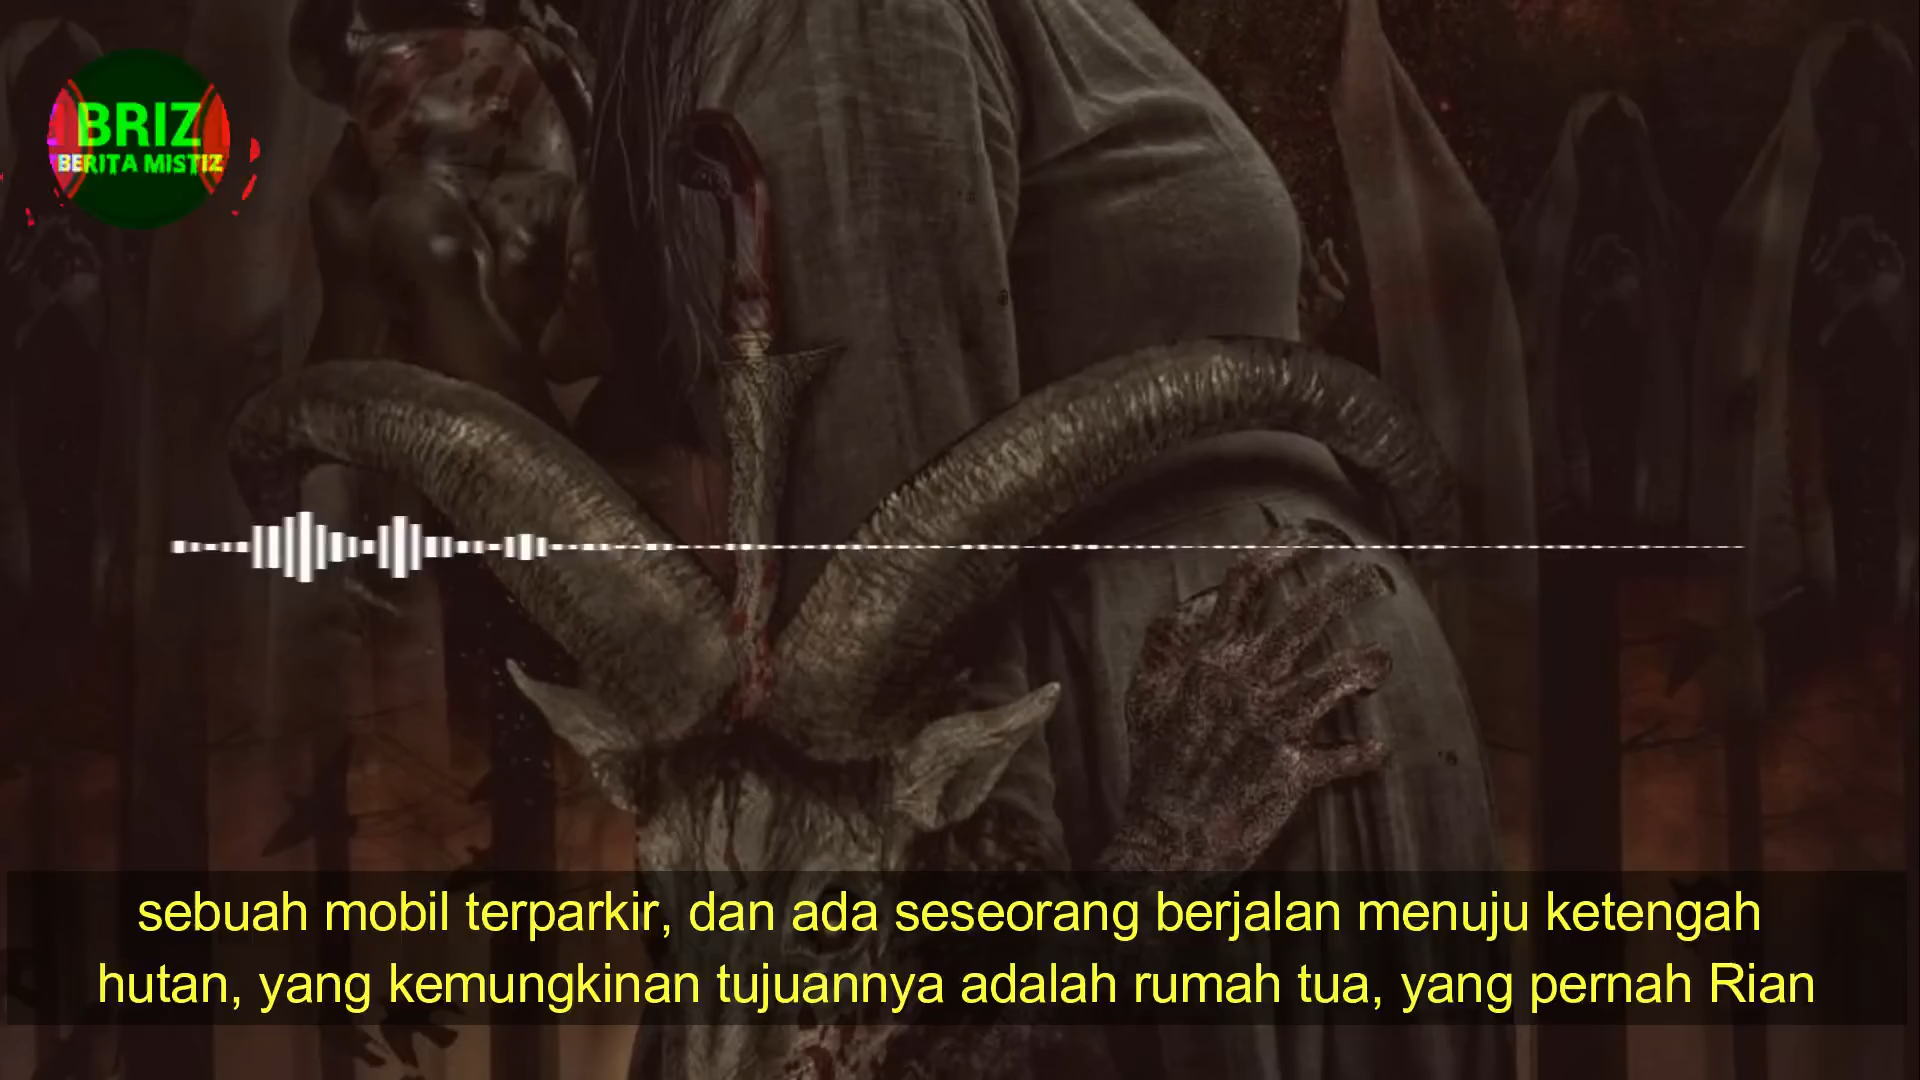 BRIZ
BERITA MISTIZ
sebuah mobil terparkir, dan ada seseorang berjalan menuju ketengah
hutan, yang kemungkinan tujuannya adalah rumah tua, yang pernah Rian